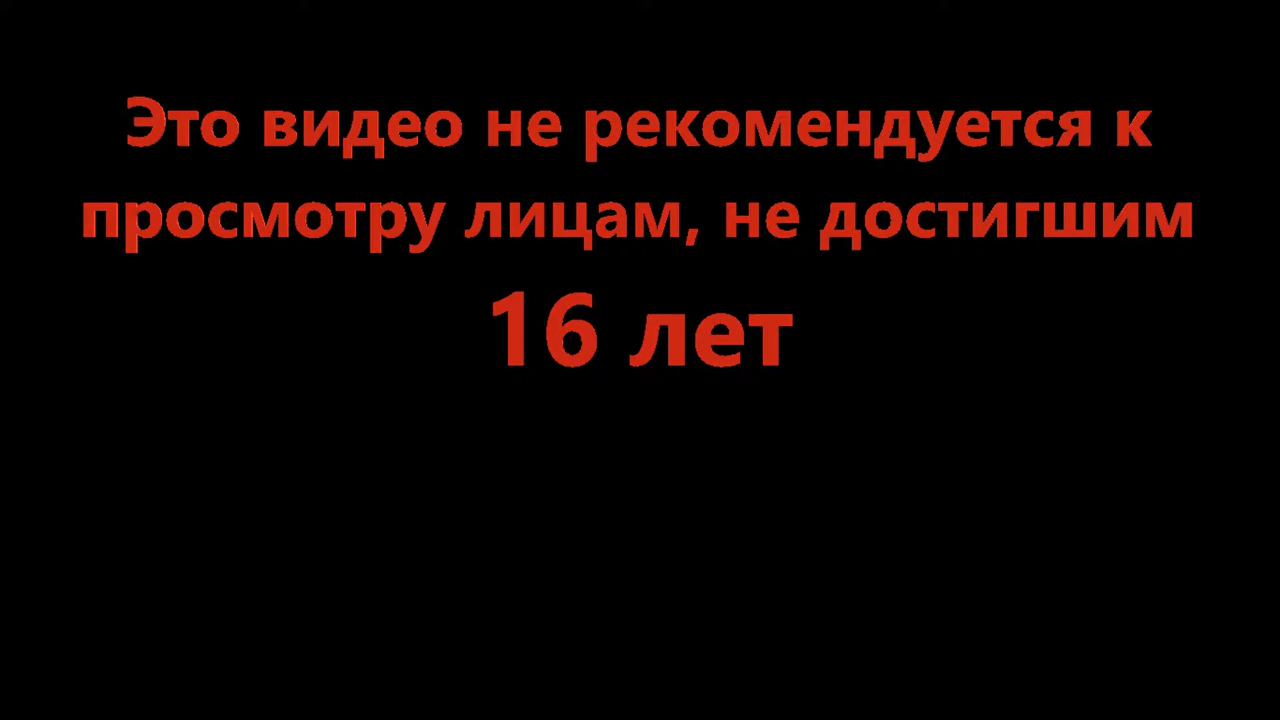 Это видео не рекомендуется к
просмотру лицам, не достигшим
16 лет